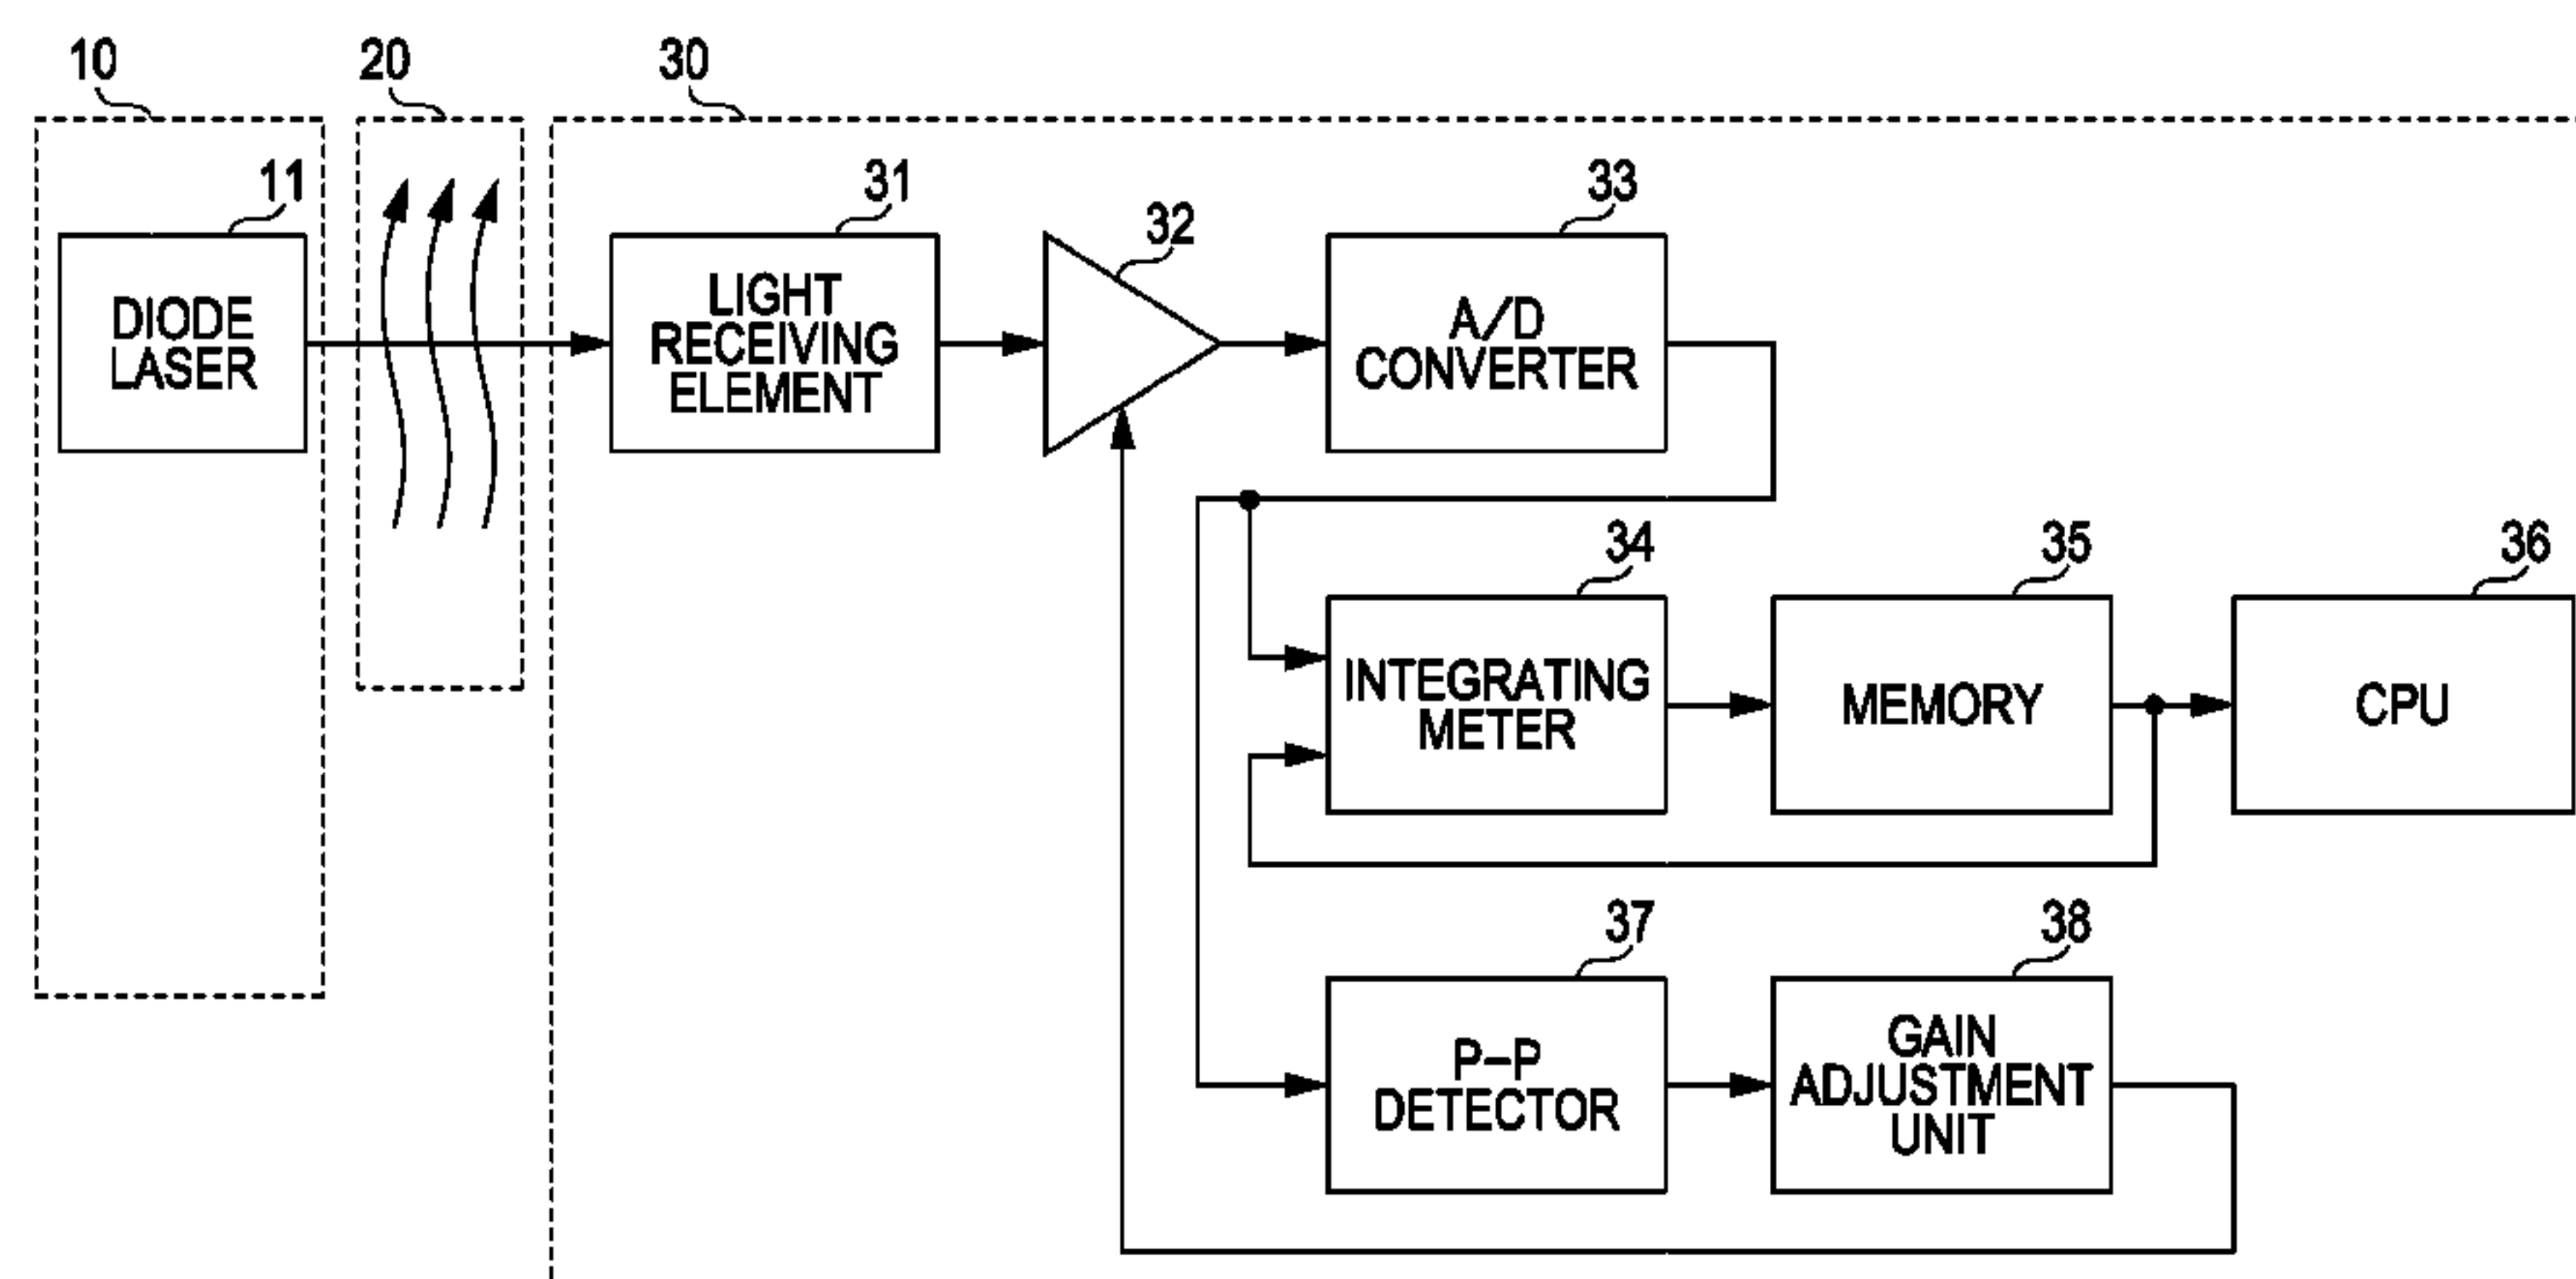 10
20
30
11
31
32
33
DIODE
LASER
LIGHT
RECEIVING
ELEMENT
A/D
CONVERTER
34
35
36
INTEGRATING
METER
MEMORY
CPU
37
38
P-P
DETECTOR
GAIN
ADJUSTMENT
UNIT